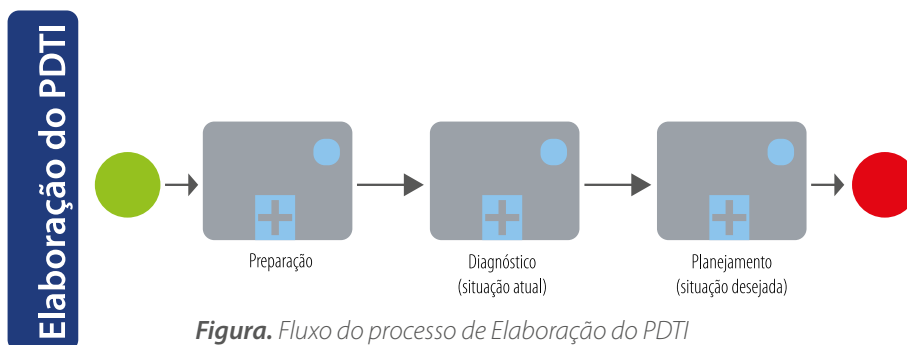 Elaboração do PDTI
Preparação
Diagnóstico
(situação atual)
Planejamento
(situação desejada)
Figura. Fluxo do processo de Elaboração do PDTI